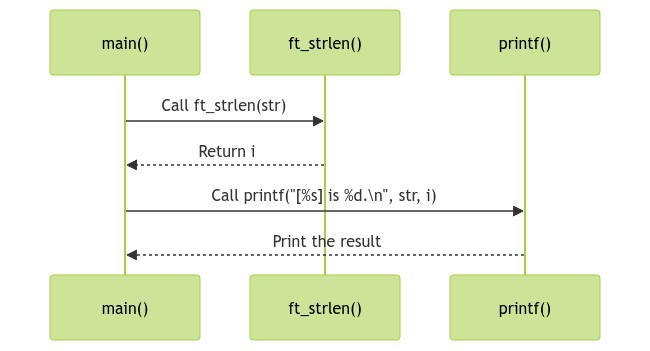 main()
ft_strlen()
printf()
Call ft_strlen(str)
Return i
Call printf("[%s] is %d.\n", str, i)
Print the result
main()
ft_strlen()
printf()